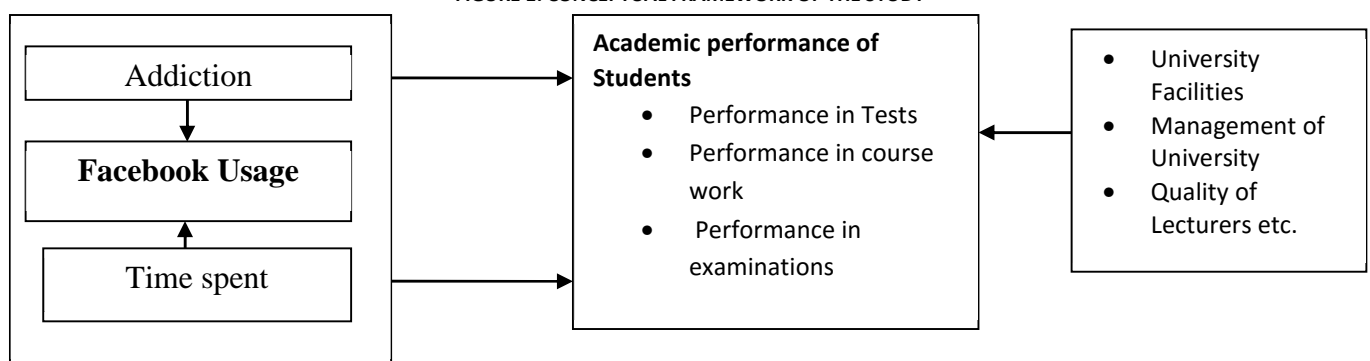 Addiction
Facebook Usage
Time spent
Academic performance of
Students
• Performance in Tests
• Performance in course
work
• Performance in
examinations
• University
Facilities
• Management of
University
• Quality of
Lecturers etc.